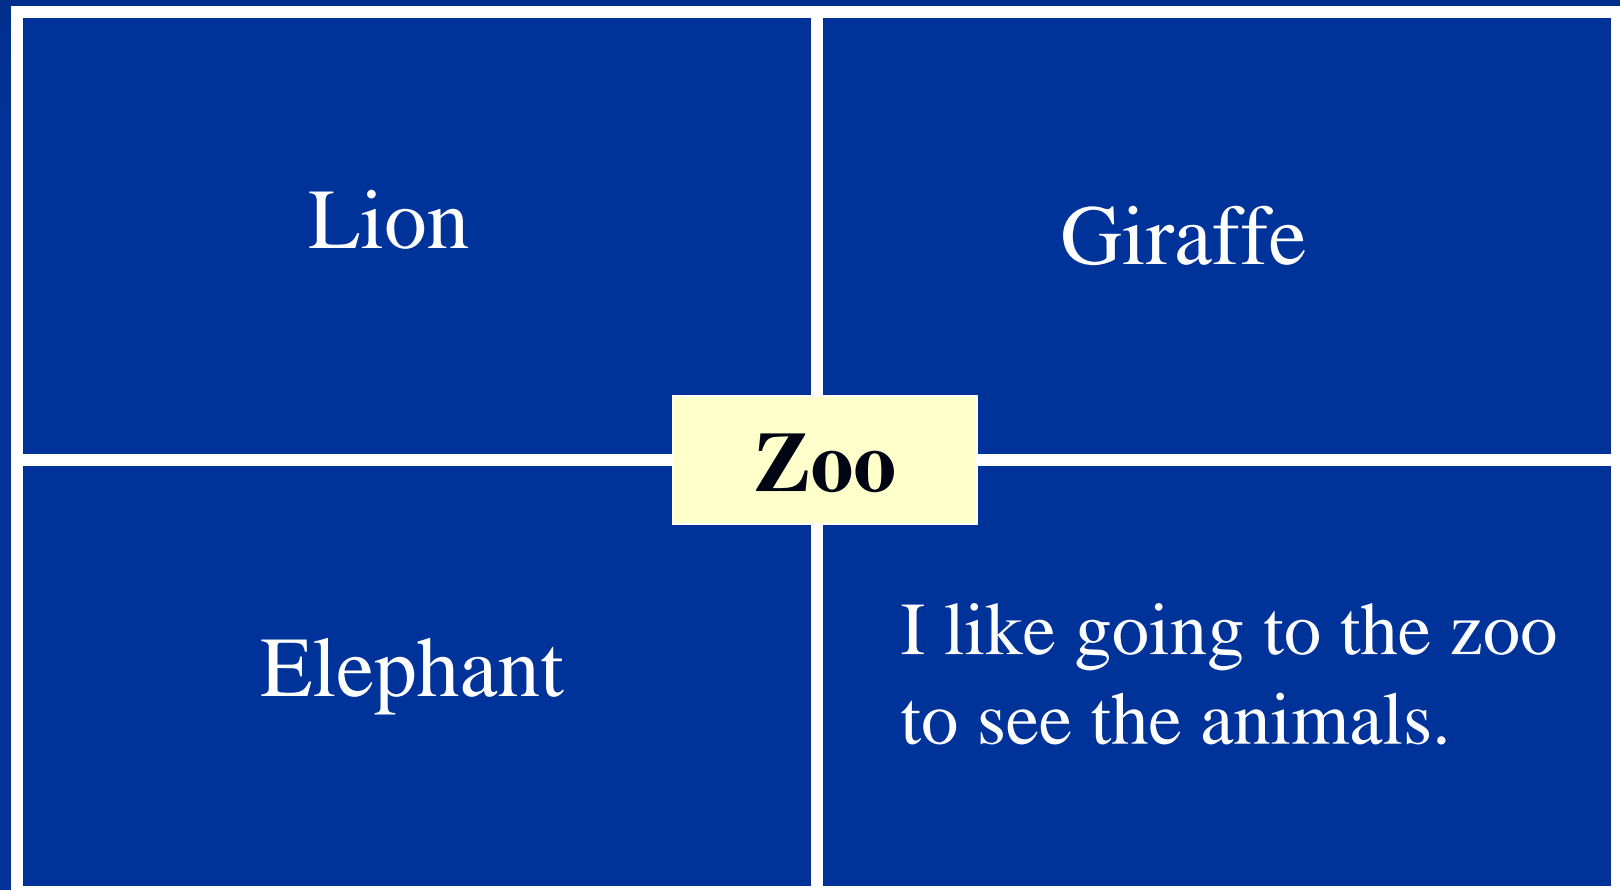 Lion
Giraffe
Zoo
Elephant
I like going to the zoo
to see the animals.